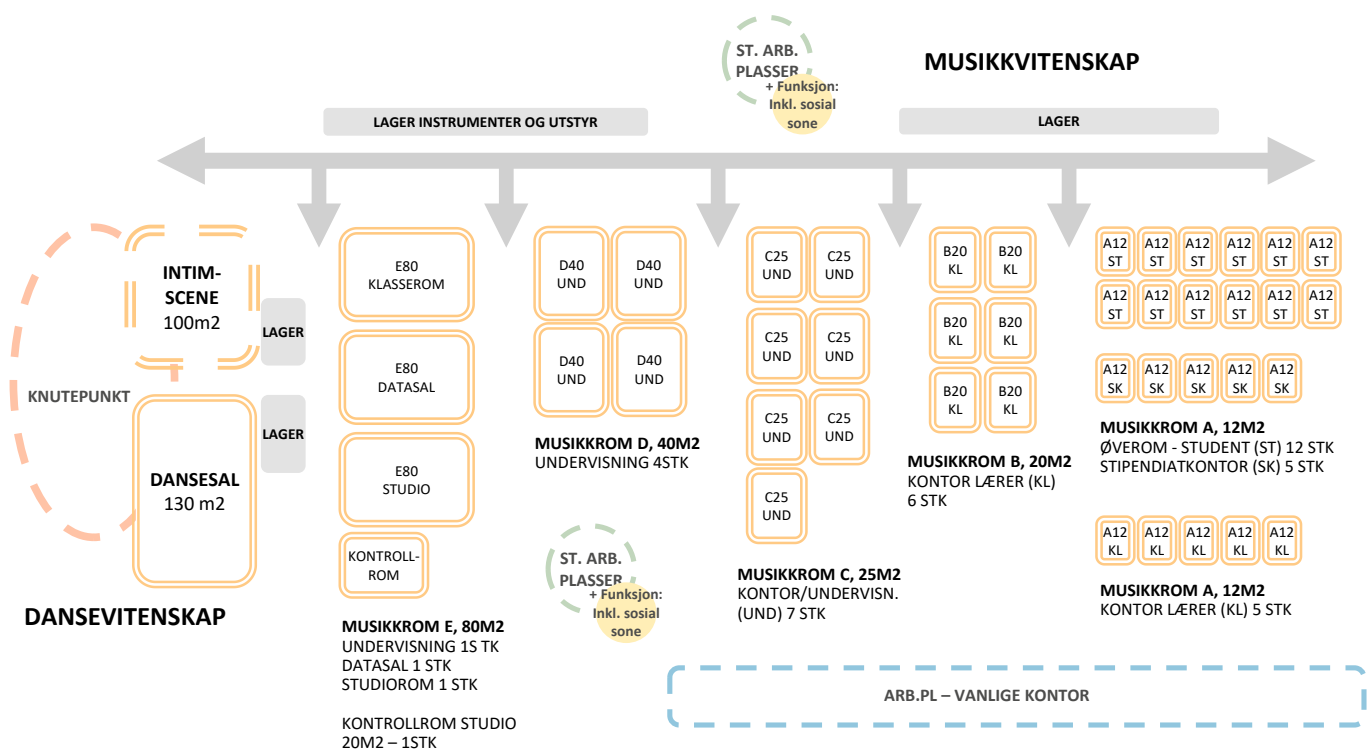 ST. ARB.
PLASSER
+ Funksjon:
Inkl. sosial
sone
MUSIKKVITENSKAP
LAGER INSTRUMENTER OG UTSTYR
LAGER
INTIM-
SCENE
100m2
LAGER
KNUTEPUNKT
DANSESAL
130 m2
LAGER
DANSEVITENSKAP
E80
KLASSEROM
E80
DATASAL
E80
STUDIO
KONTROLL-
ROM
MUSIKKROM E, 80M2
UNDERVISNING 1S TK
DATASAL 1 STK
STUDIOROM 1 STK
KONTROLLROM STUDIO
20M2 – 1STK
D40
UND
D40
UND
D40
UND
D40
UND
MUSIKKROM D, 40M2
UNDERVISNING 4STK
ST. ARB.
PLASSER
+ Funksjon:
Inkl. sosial
sone
C25
UND
C25
UND
C25
UND
C25
UND
C25
UND
C25
UND
C25
UND
MUSIKKROM C, 25M2
KONTOR/UNDERVISN.
(UND) 7 STK
B20
KL
B20
KL
B20
KL
B20
KL
B20
KL
B20
KL
MUSIKKROM B, 20M2
KONTOR LÆRER (KL)
6 STK
A12
ST
A12
ST
A12
ST
A12
ST
A12
ST
A12
ST
A12
ST
A12
ST
A12
ST
A12
ST
A12
ST
A12
ST
A12
SK
A12
SK
A12
SK
A12
SK
A12
SK
MUSIKKROM A, 12M2
ØVEROM - STUDENT (ST) 12 STK
STIPENDIATKONTOR (SK) 5 STK
A12
KL
A12
KL
A12
KL
A12
KL
A12
KL
MUSIKKROM A, 12M2
KONTOR LÆRER (KL) 5 STK
ARB.PL – VANLIGE KONTOR